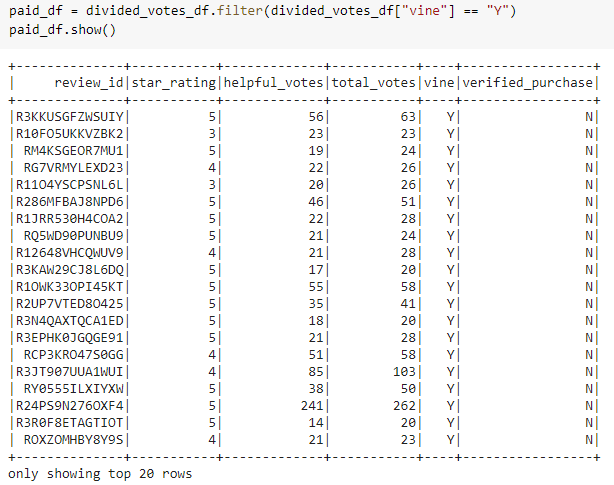 paid_df = divided_votes_df.filter(divided_votes_df["vine"] == "Y")
paid_df.show()
+--------------+-----------+-------------+-----------+----+-----------------+
|     review_id|star_rating|helpful_votes|total_votes|vine|verified_purchase|
+--------------+-----------+-------------+-----------+----+-----------------+
|R3KKUSGFZWSUIY|          5|           56|         63|   Y|                N|
|R10FO5UKKVZBK2|          3|           23|         23|   Y|                N|
| RM4KSGEOR7MU1|          5|           19|         24|   Y|                N|
| RG7VRMYLEXD23|          4|           22|         26|   Y|                N|
|R11O4YSCPSNL6L|          3|           20|         26|   Y|                N|
|R286MFBAJ8NPD6|          5|           46|         51|   Y|                N|
|R1JRR530H4COA2|          5|           22|         28|   Y|                N|
| RQ5WD90PUNBU9|          5|           21|         24|   Y|                N|
|R12648VHCQWUV9|          4|           21|         28|   Y|                N|
|R3KAW29CJ8L6DQ|          5|           17|         20|   Y|                N|
|R1OWK33OPI45KT|          5|           55|         58|   Y|                N|
|R2UP7VTED8O425|          5|           35|         41|   Y|                N|
|R3N4QAXTQCA1ED|          5|           18|         20|   Y|                N|
|R3EPHK0JGQGE91|          5|           21|         28|   Y|                N|
| RCP3KRO47S0GG|          4|           51|         58|   Y|                N|
|R3JT907UUA1WUI|          4|           85|        103|   Y|                N|
| RY0555ILXIYXW|          5|           38|         50|   Y|                N|
|R24PS9N276OXF4|          5|          241|        262|   Y|                N|
|R3R0F8ETAGTIOT|          5|           14|         20|   Y|                N|
| ROXZOMHBY8Y9S|          4|           21|         23|   Y|                N|
+--------------+-----------+-------------+-----------+----+-----------------+
only showing top 20 rows